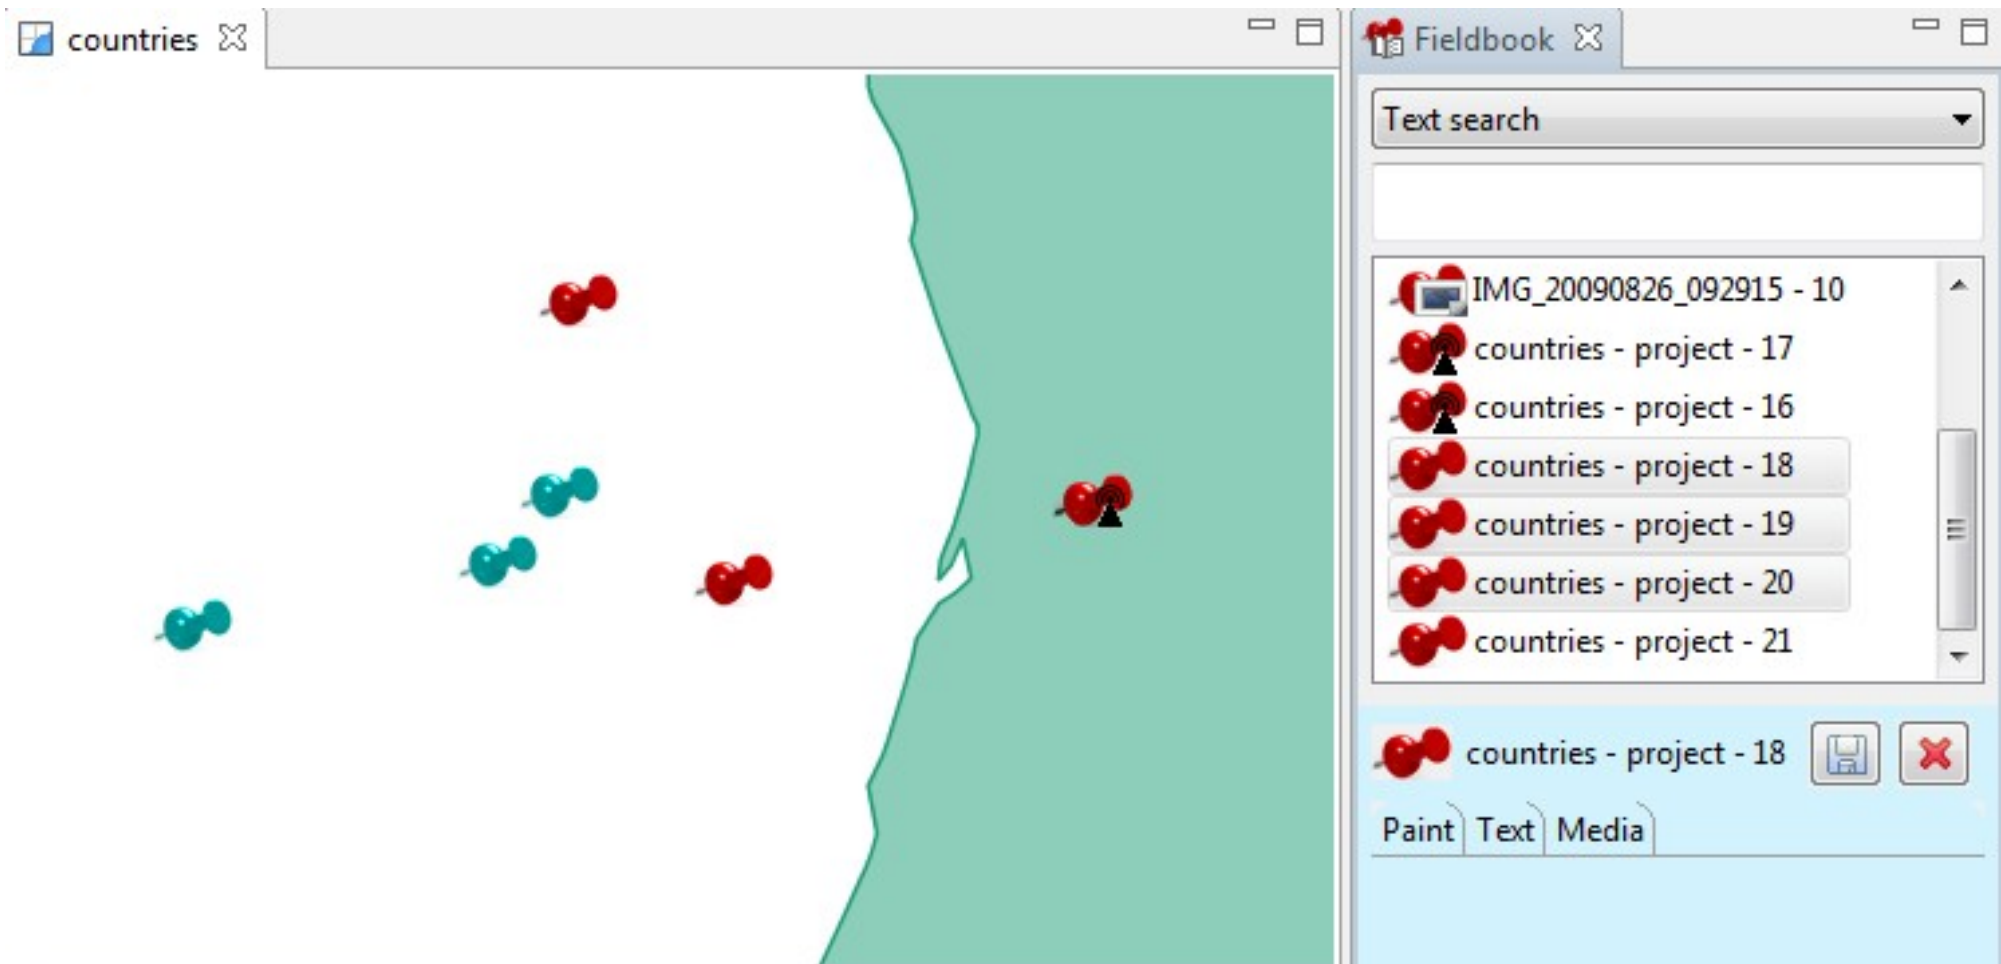 countries
Fieldbook
Text search
IMG_20090826_092915 - 10
countries - project - 17
countries - project - 16
countries - project - 18
countries - project - 19
countries - project - 20
countries - project - 21
countries - project - 18
Paint Text Media